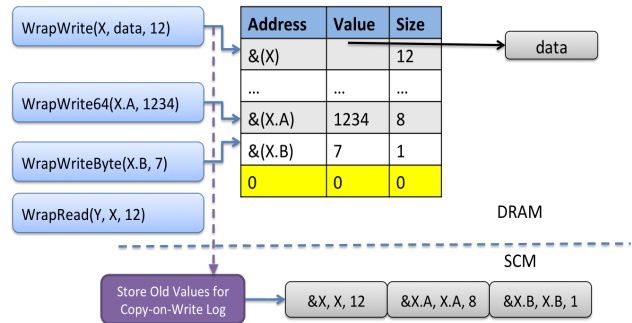 WrapWrite(X, data, 12)
WrapWrite64(X.A, 1234)
WrapWriteByte(X.B, 7)
WrapRead(Y, X, 12)
Address Value Size
&(X) 12
... ... ...
&(X.A) 1234 8
&(X.B) 7 1
0 0 0
data
DRAM
SCM
Store Old Values for
Copy-on-Write Log
&X, X, 12 &X.A, X.A, 8 &X.B, X.B, 1